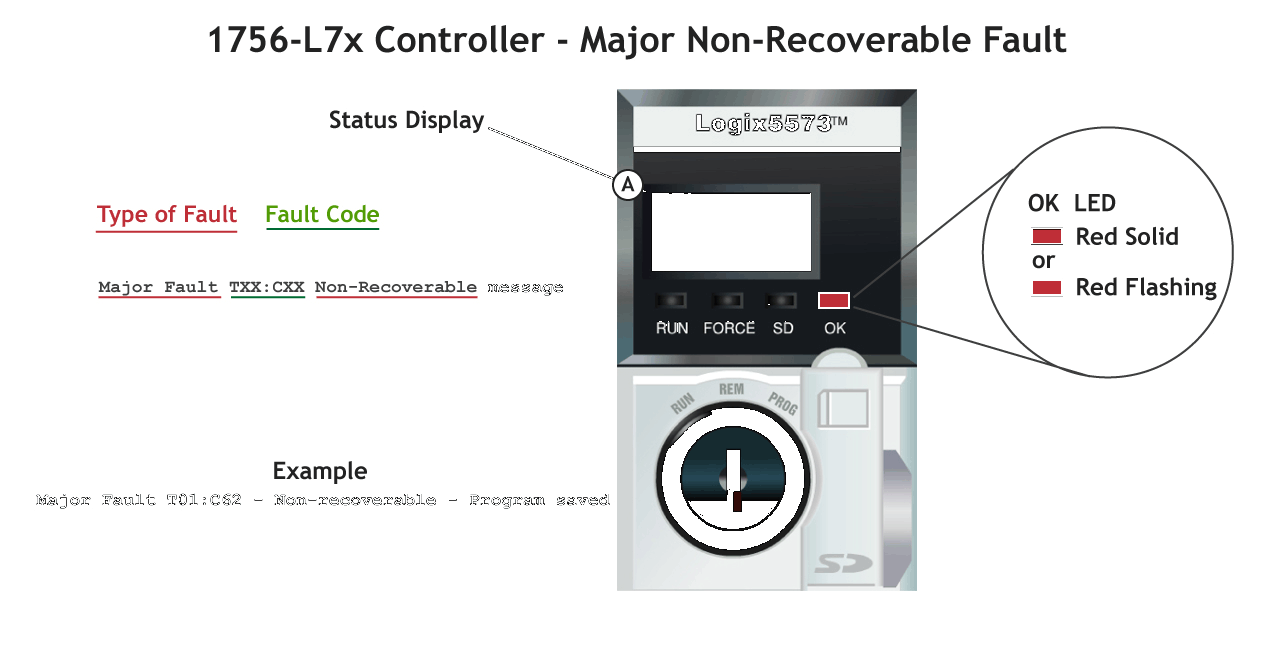 1756-L7x Controller - Major Non-Recoverable Fault
Status Display
Logix5573™
A
Type of Fault Fault Code
Major Fault TXX:CXX Non-Recoverable message
OK LED
Red Solid
or
Red Flashing
RUN FORCE SD OK
RUN REM PROG
Example
Major Fault T01:C62 - Non-recoverable - Program saved
SD